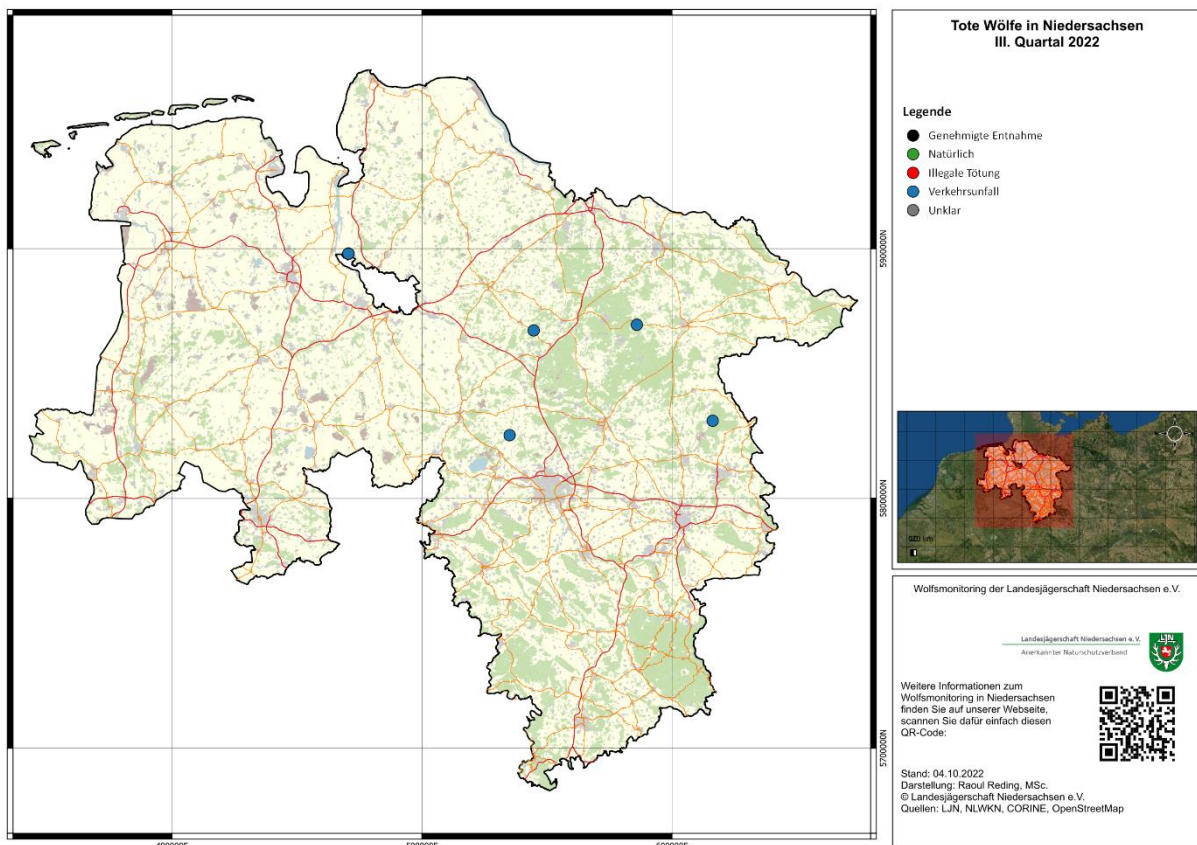 Tote Wölfe in Niedersachsen
III. Quartal 2022
Legende
Genehmigte Entnahme
Natürlich
Illegale Tötung
Verkehrsunfall
Unklar
5900000N
5800000N
5700000N
Wolfsmonitoring der Landesjägerschaft Niedersachsen e.V.
Landesjägerschaft Niedersachsen e.V.
Anerkannter Naturschutzverband
LJN
Weitere Informationen zum
Wolfsmonitoring in Niedersachsen
finden Sie auf unserer Webseite,
scannen Sie dafür einfach diesen
QR-Code:
Stand: 04.10.2022
Darstellung: Raoul Reding, MSc.
© Landesjägerschaft Niedersachsen e.V.
Quellen: LJN, NLWKN, CORINE, OpenStreetMap